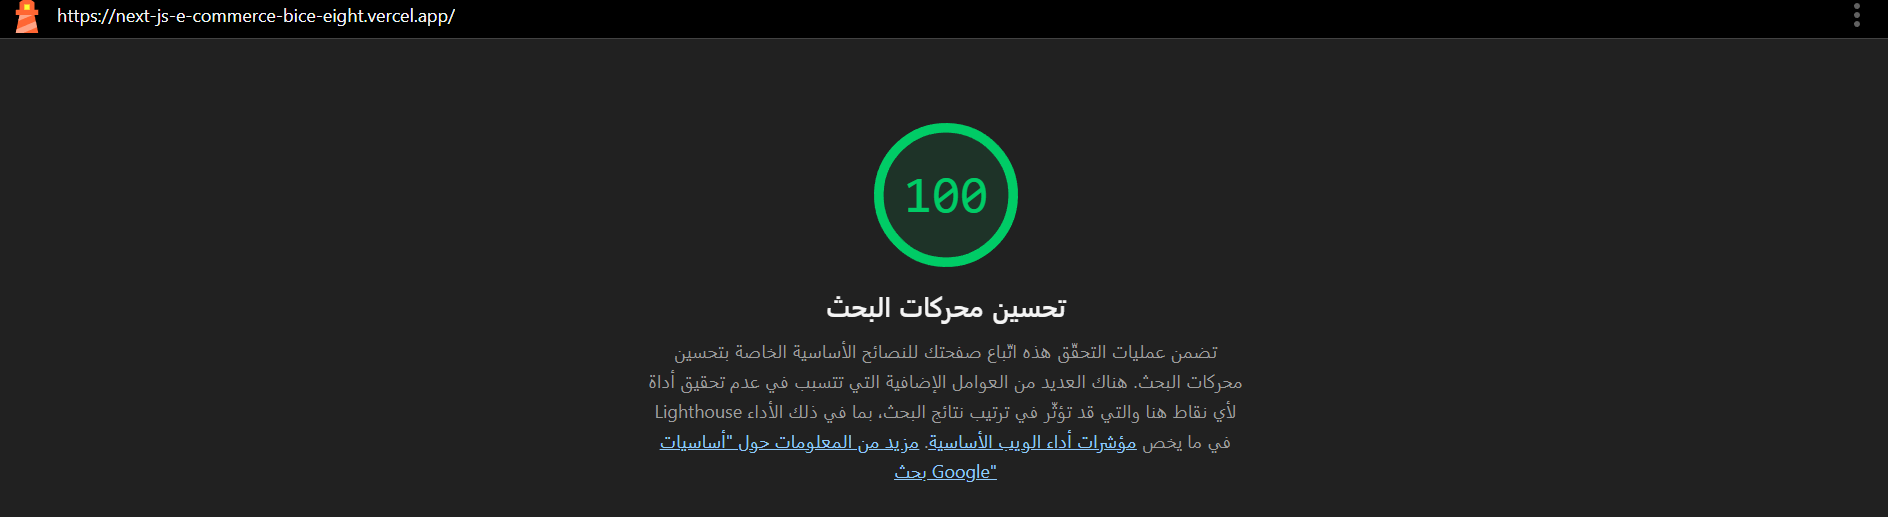 https://next-js-e-commerce-bice-eight.vercel.app/
100
تحسين محركات البحث
تضمن عمليات التحقّق هذه اتّباع صفحتك للنصائح الأساسية الخاصة بتحسين
محركات البحث. هناك العديد من العوامل الإضافية التي تتسبب في عدم تحقيق أداة
Lighthouse لأي نقاط هنا والتي قد تؤثّر في ترتيب نتائج البحث، بما في ذلك الأداء
في ما يخص مؤشرات أداء الويب الأساسية. مزيد من المعلومات حول "أساسيات
بحث Google"